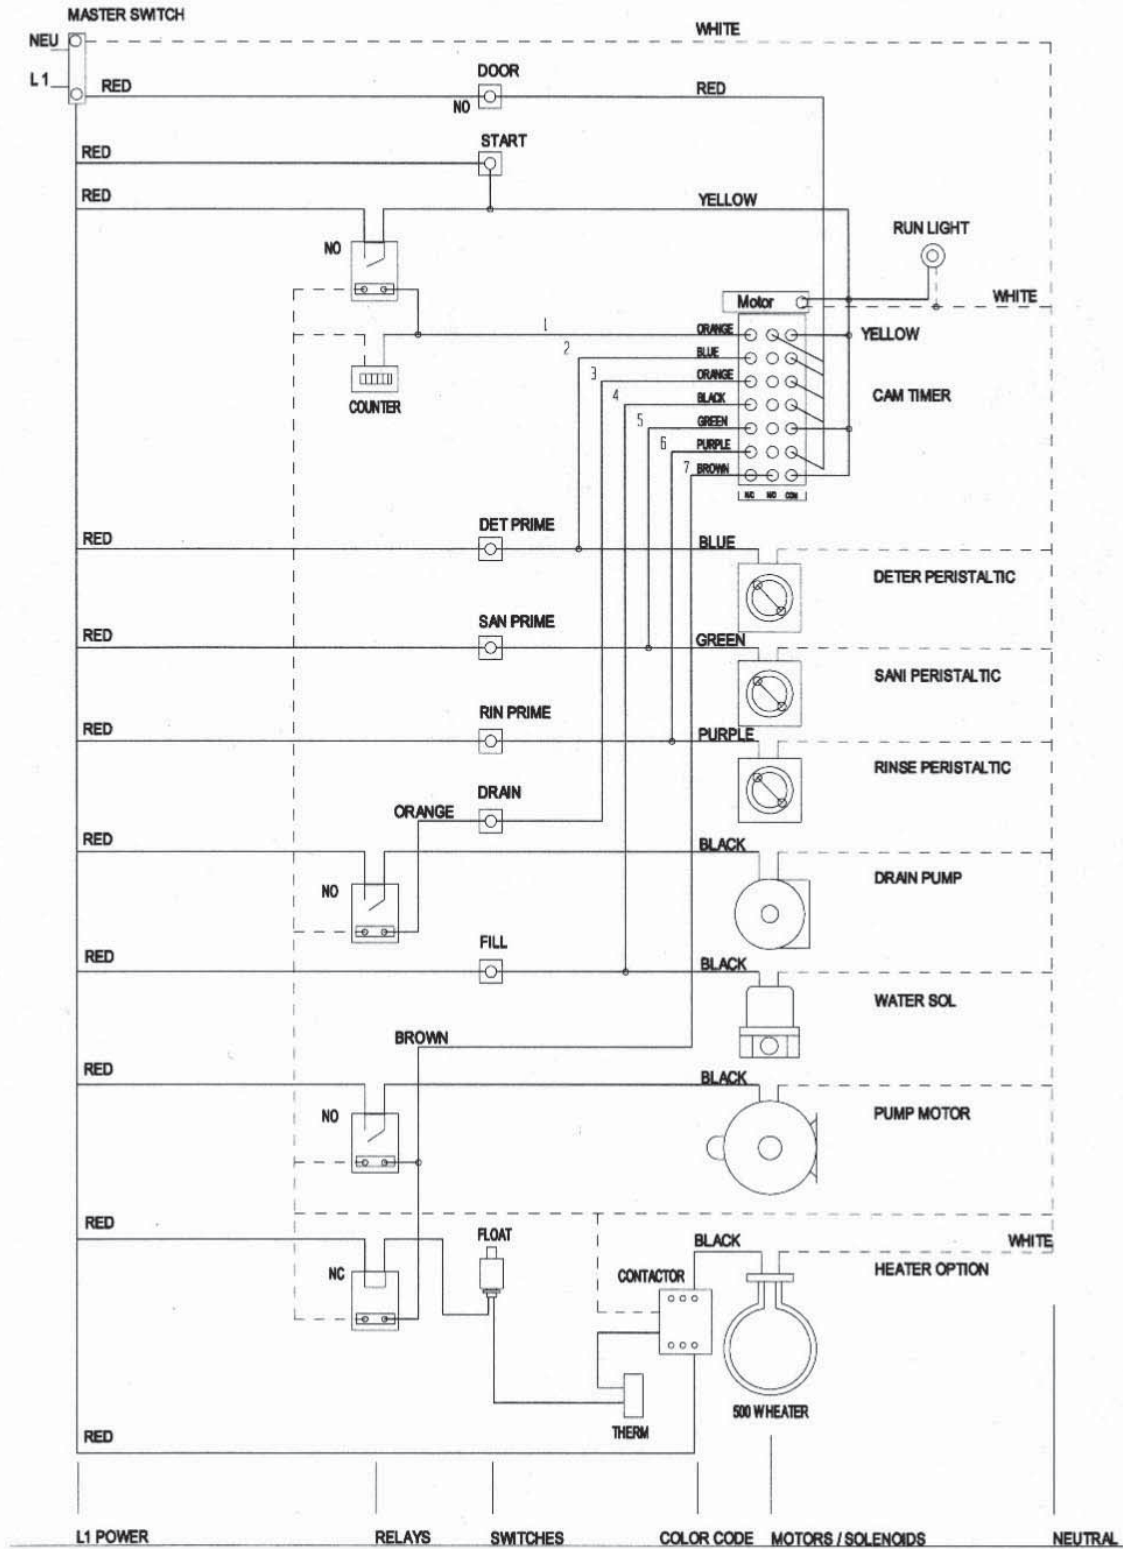 MASTER SWITCH
NEU
WHITE
L1
RED
DOOR
NO
RED
RED
START
RED
YELLOW
NO
RUN LIGHT
Motor
WHITE
1
ORANGE
YELLOW
2
BLUE
3
ORANGE
4
BLACK
CAM TIMER
COUNTER
5
GREEN
6
PURPLE
7
BROWN
N/C N/O COM
RED
DET PRIME
BLUE
DETER PERISTALTIC
RED
SAN PRIME
GREEN
SANI PERISTALTIC
RED
RIN PRIME
PURPLE
RINSE PERISTALTIC
DRAIN
ORANGE
RED
BLACK
NO
DRAIN PUMP
RED
FILL
BLACK
WATER SOL
BROWN
RED
BLACK
NO
PUMP MOTOR
RED
FLOAT
BLACK
WHITE
NC
CONTACTOR
HEATER OPTION
500 W HEATER
THERM
RED
L1 POWER
RELAYS
SWITCHES
COLOR CODE
MOTORS / SOLENOIDS
NEUTRAL